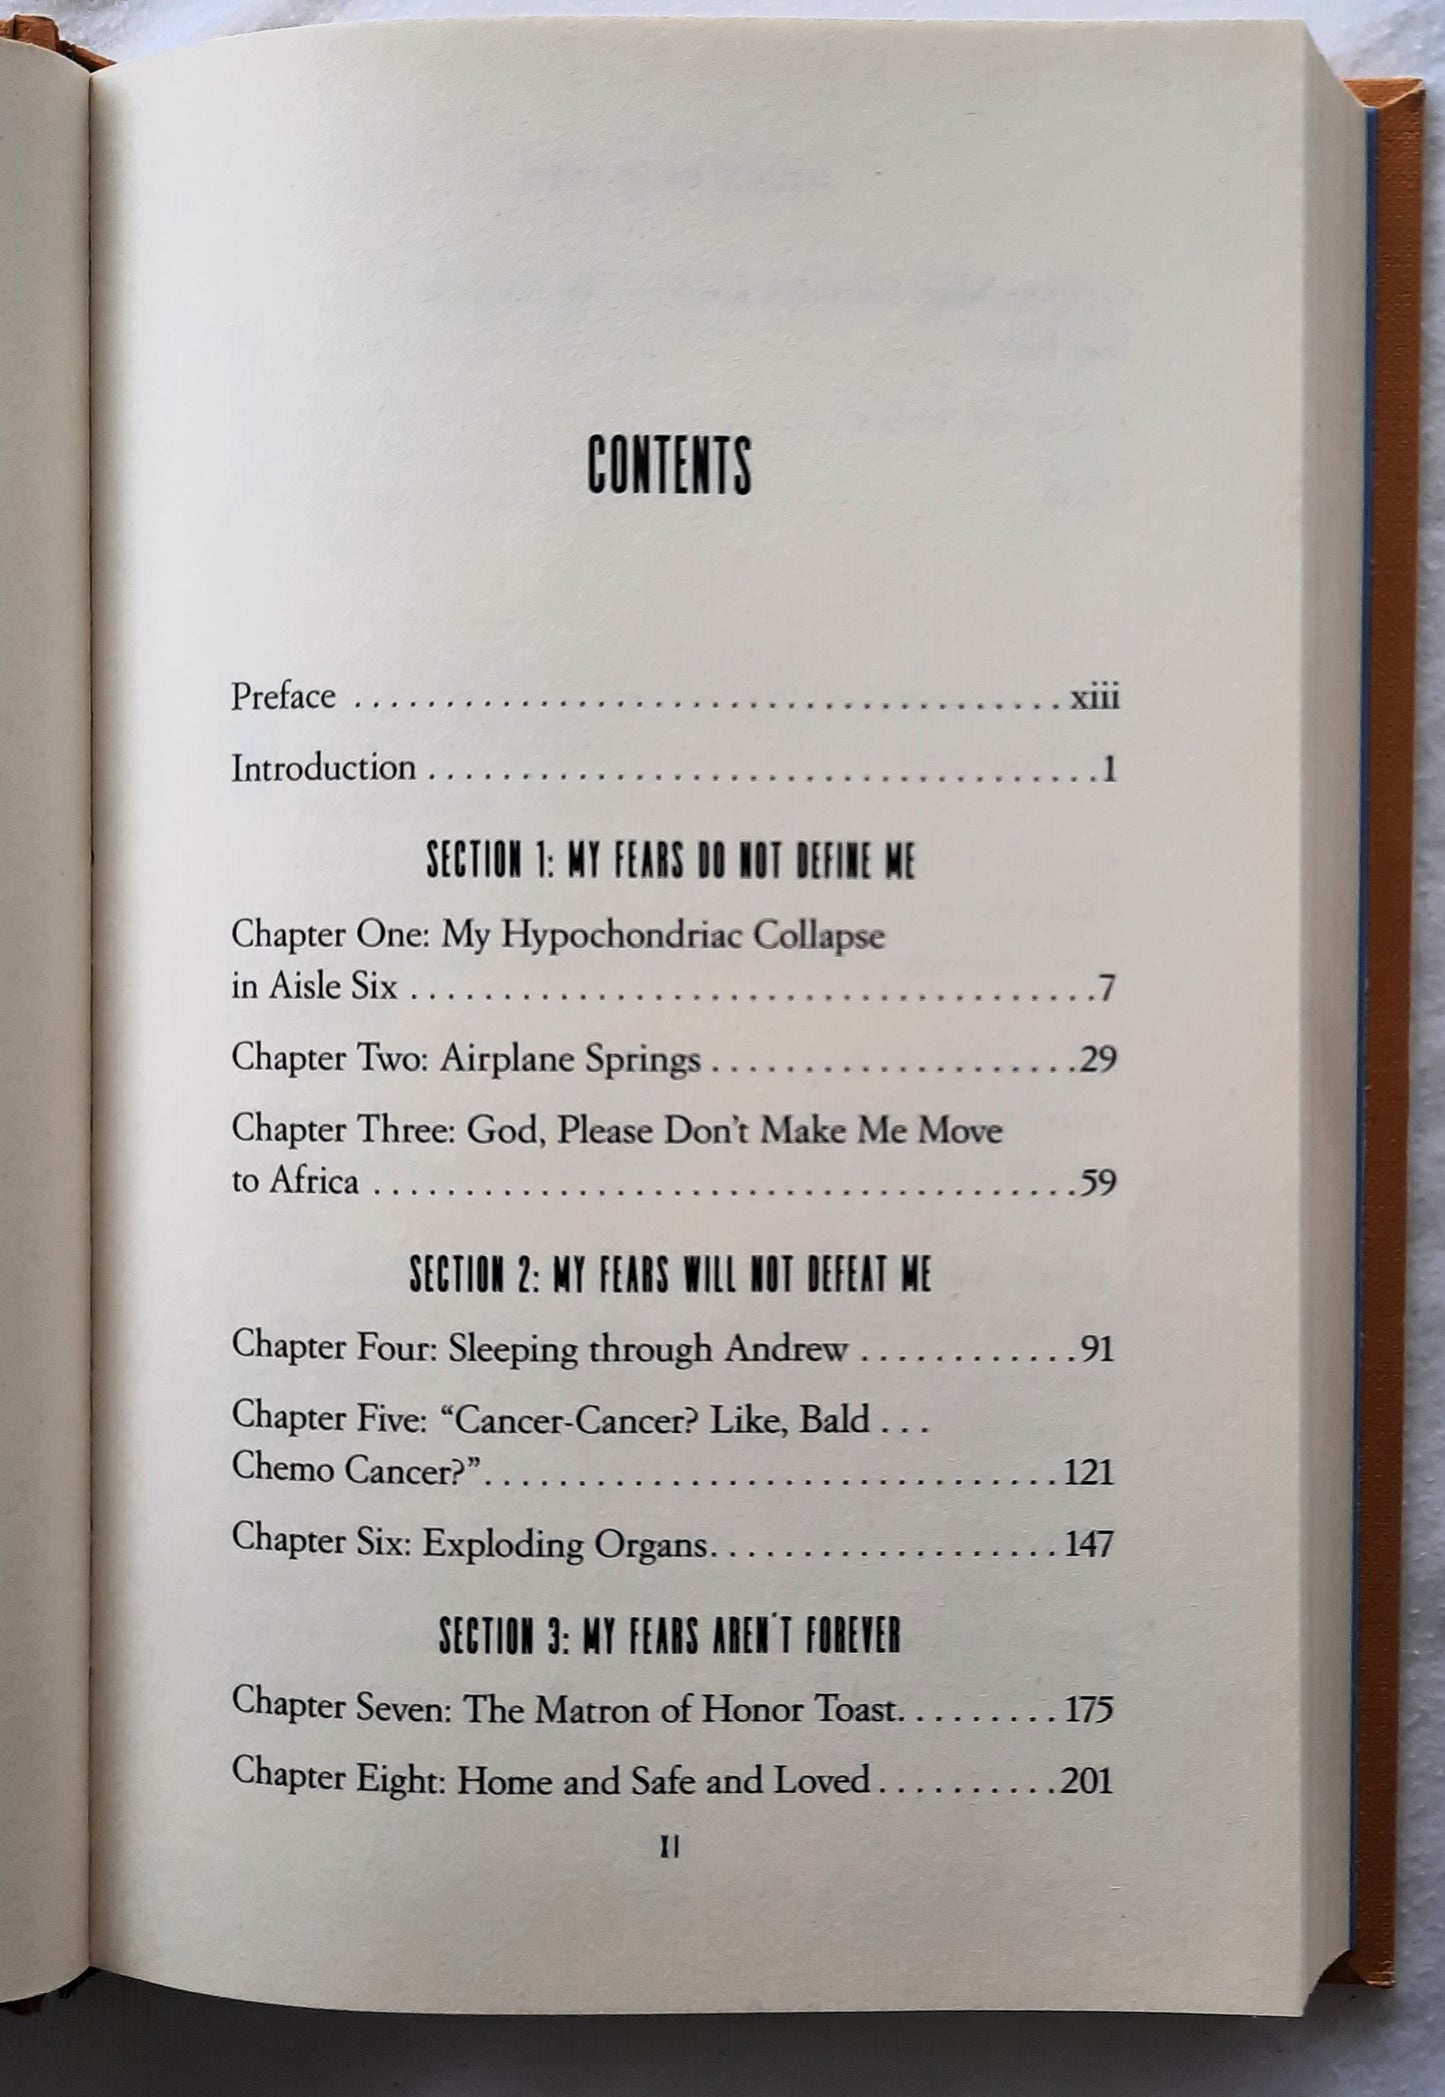 CONTENTS
Preface . . . . . . . . . . . . . . . . . . . . . . . . . . . . . . . . . . . . . . . xiii
Introduction . . . . . . . . . . . . . . . . . . . . . . . . . . . . . . . . . . . . .1
SECTION 1: MY FEARS DO NOT DEFINE ME
Chapter One: My Hypochondriac Collapse
in Aisle Six . . . . . . . . . . . . . . . . . . . . . . . . . . . . . . . . . . . . . .7
Chapter Two: Airplane Springs . . . . . . . . . . . . . . . . . . . .29
Chapter Three: God, Please Don't Make Me Move
to Africa . . . . . . . . . . . . . . . . . . . . . . . . . . . . . . . . . . . . . . .59
SECTION 2: MY FEARS WILL NOT DEFEAT ME
Chapter Four: Sleeping through Andrew . . . . . . . . . . . .91
Chapter Five: “Cancer-Cancer? Like, Bald . . .
Chemo Cancer?”. . . . . . . . . . . . . . . . . . . . . . . . . . . . . . . 121
Chapter Six: Exploding Organs. . . . . . . . . . . . . . . . . . . 147
SECTION 3: MY FEARS AREN'T FOREVER
Chapter Seven: The Matron of Honor Toast. . . . . . . . . 175
Chapter Eight: Home and Safe and Loved . . . . . . . . . .201
XI